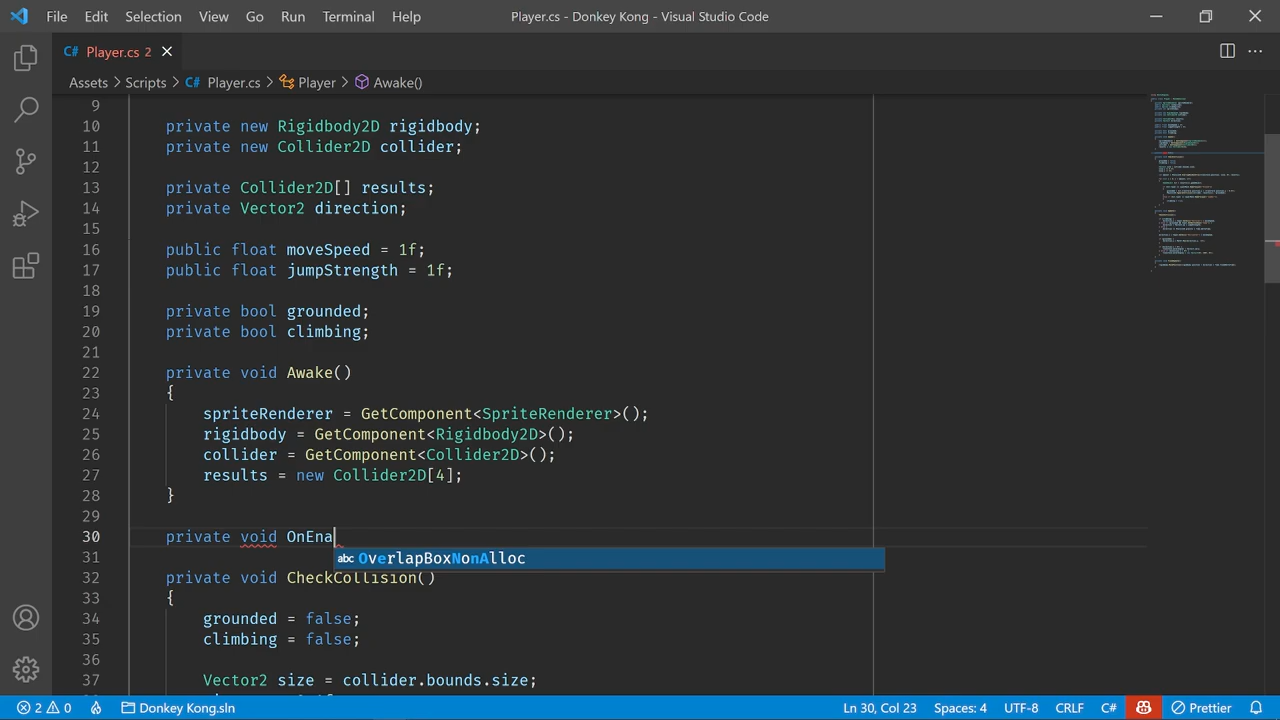 File Edit Selection View Go Run Terminal Help Player.cs - Donkey Kong - Visual Studio Code
C# Player.cs 2
Assets > Scripts > C# Player.cs > Player > Awake()
9
10 private new Rigidbody2D rigidbody;
11 private new Collider2D collider;
12
13 private Collider2D[] results;
14 private Vector2 direction;
15
16 public float moveSpeed = 1f;
17 public float jumpStrength = 1f;
18
19 private bool grounded;
20 private bool climbing;
21
22 private void Awake()
23 {
24 spriteRenderer = GetComponent<SpriteRenderer>();
25 rigidbody = GetComponent<Rigidbody2D>();
26 collider = GetComponent<Collider2D>();
27 results = new Collider2D[4];
28 }
29
30 private void OnEna
abc OverlapBoxNonAlloc
31
32 private void CheckCollision()
33 {
34 grounded = false;
35 climbing = false;
36
37 Vector2 size = collider.bounds.size;
2 0 Donkey Kong.sln Ln 30, Col 23 Spaces: 4 UTF-8 CRLF C# Prettier